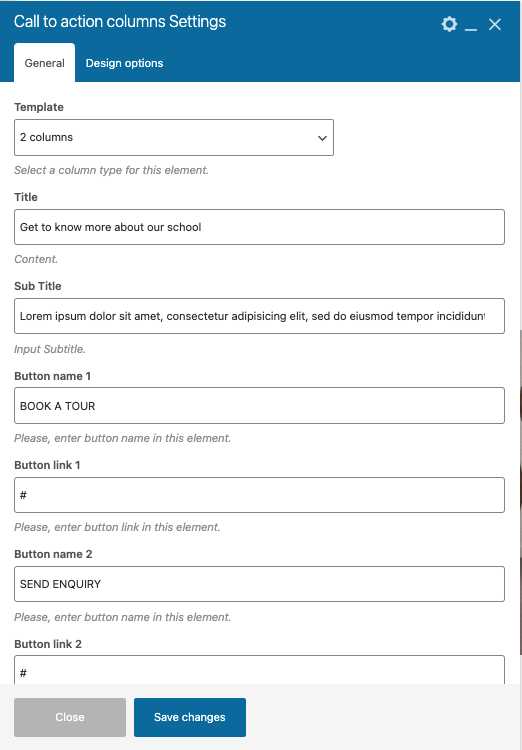 Call to action columns Settings
General
Design options
Template
2 columns
Select a column type for this element.
Title
Get to know more about our school
Content.
Sub Title
Lorem ipsum dolor sit amet, consectetur adipisicing elit, sed do eiusmod tempor incididunt
Input Subtitle.
Button name 1
BOOK A TOUR
Please, enter button name in this element.
Button link 1
#
Please, enter button link in this element.
Button name 2
SEND ENQUIRY
Please, enter button name in this element.
Button link 2
#
Close
Save changes